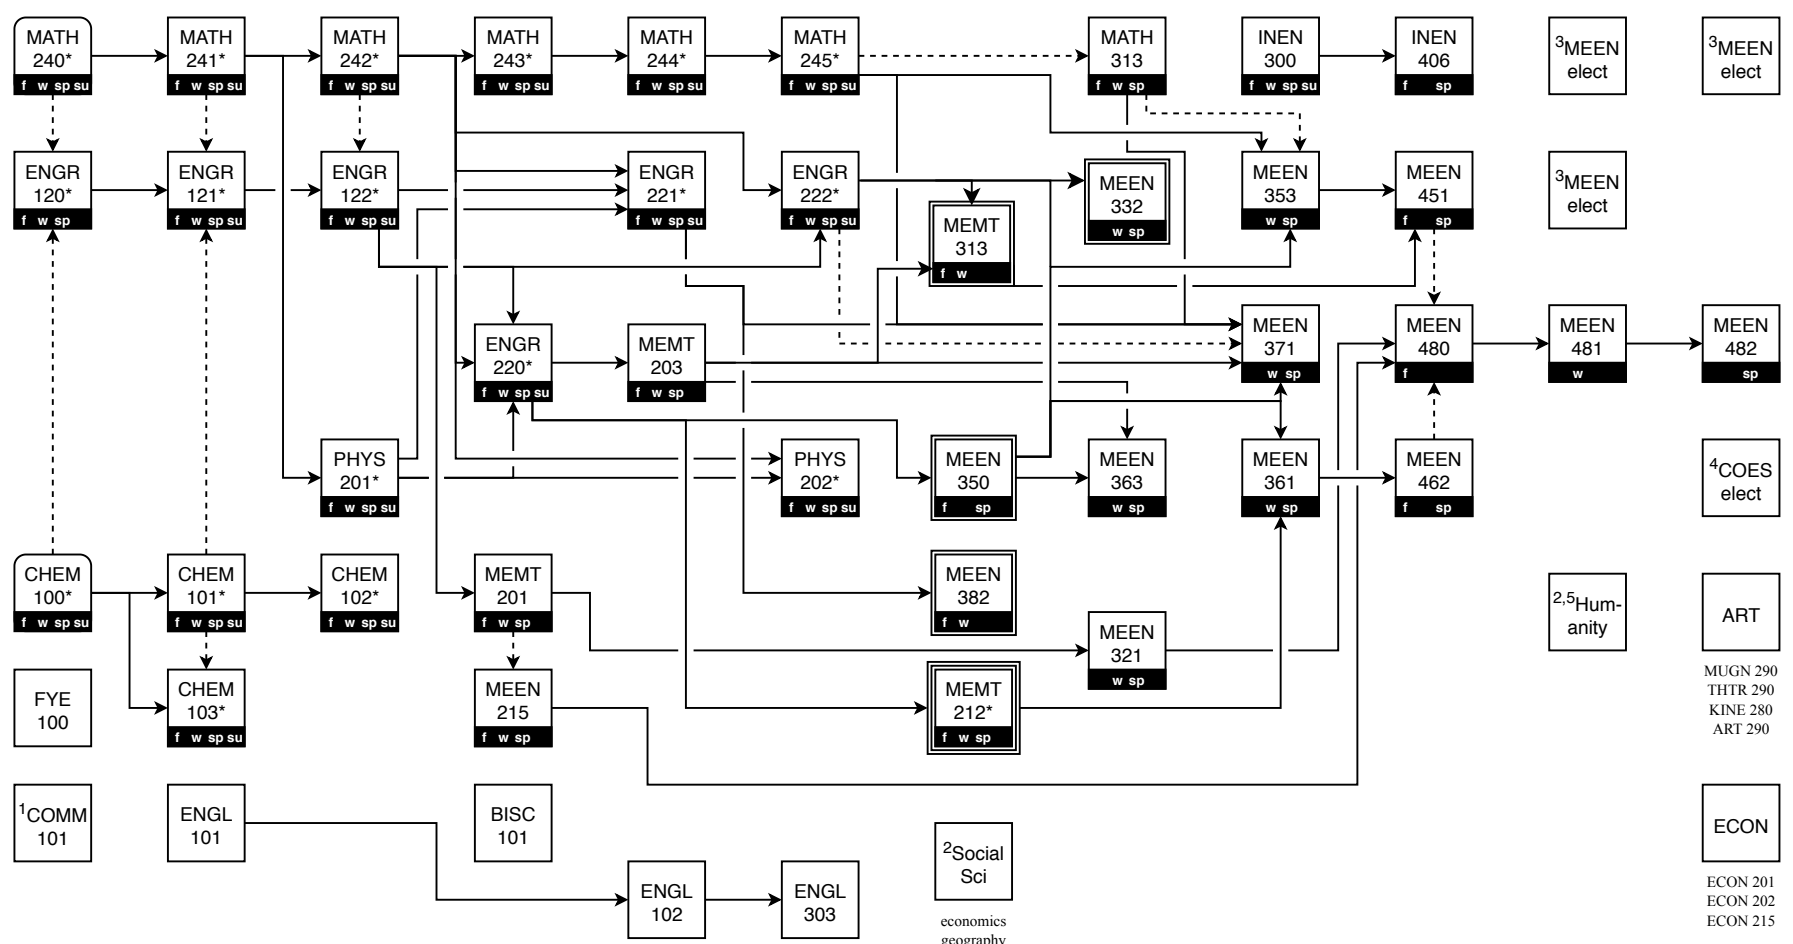 MATH
240*
f w sp su
MATH
241*
f w sp su
MATH
242*
f w sp su
MATH
243*
f w sp su
MATH
244*
f w sp su
MATH
245*
f w sp su
MATH
313
f w sp
INEN
300
f w sp su
INEN
406
f sp
3MEEN
elect
3MEEN
elect
ENGR
120*
f w sp
ENGR
121*
f w sp su
ENGR
122*
f w sp su
ENGR
221*
f w sp su
ENGR
222*
f w sp su
MEMT
313
f w
MEEN
332
w sp
MEEN
353
w sp
MEEN
451
f sp
3MEEN
elect
ENGR
220*
f w sp su
MEMT
203
f w sp
MEEN
371
w sp
MEEN
480
f
MEEN
481
w
MEEN
482
sp
PHYS
201*
f w sp su
PHYS
202*
f w sp su
MEEN
350
f sp
MEEN
363
w sp
MEEN
361
w sp
MEEN
462
f sp
4COES
elect
CHEM
100*
f w sp su
CHEM
101*
f w sp su
CHEM
102*
f w sp su
MEMT
201
f w sp
MEEN
382
f w
MEEN
321
w sp
2,5Hum-
anity
ART
MUGN 290
THTR 290
KINE 280
ART 290
FYE
100
CHEM
103*
f w sp su
MEEN
215
f w sp
MEMT
212*
f w sp
1COMM
101
ENGL
101
BISC
101
2Social
Sci
economics
geography
ECON
ECON 201
ECON 202
ECON 215
ENGL
102
ENGL
303